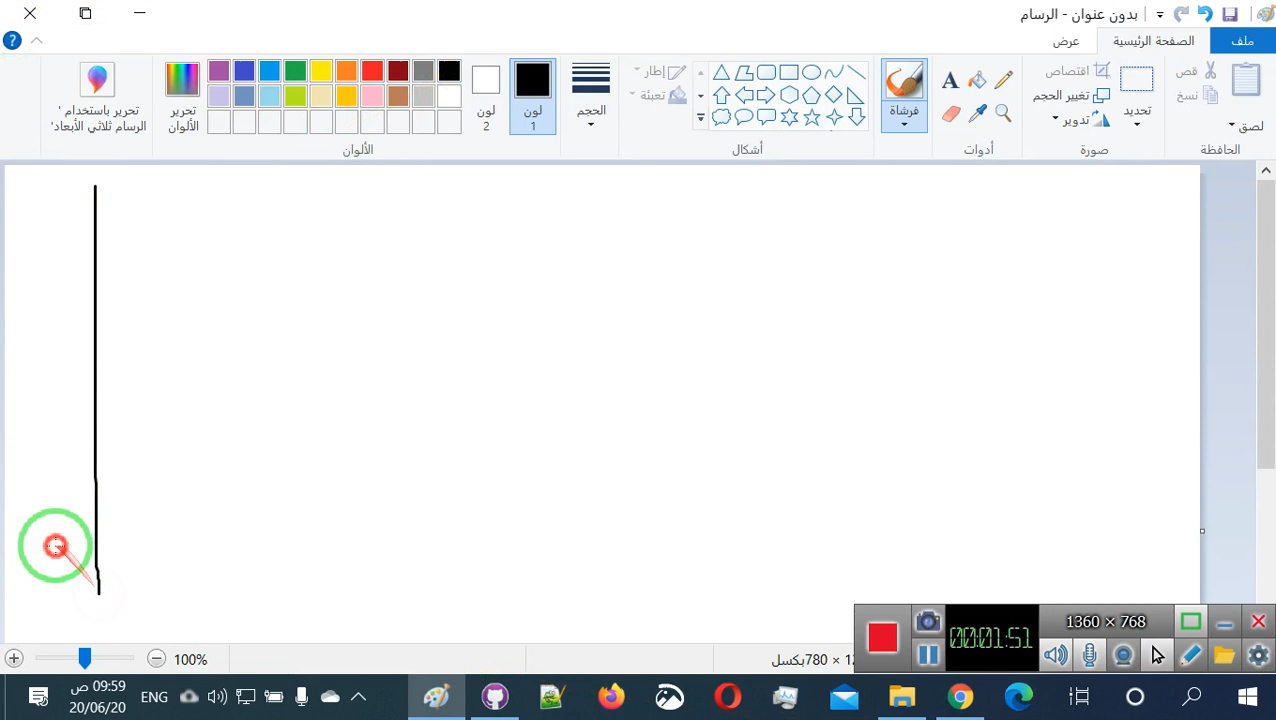 بدون عنوان - الرسام
ملف
الصفحة الرئيسية
عرض
لصق
قص
نسخ
الحافظة
تحديد
اقتصاص
تغيير الحجم
تدوير
صورة
A
أدوات
فرشاة
إطار
تعبئة
أشكال
الحجم
لون
1
لون
2
تحرير
الألوان
الألوان
تحرير باستخدام '
الرسام ثلاثي الأبعاد'
?
1360 × 768
00:01:51
100%
780بكسل
09:59 ص
20/06/20
ENG